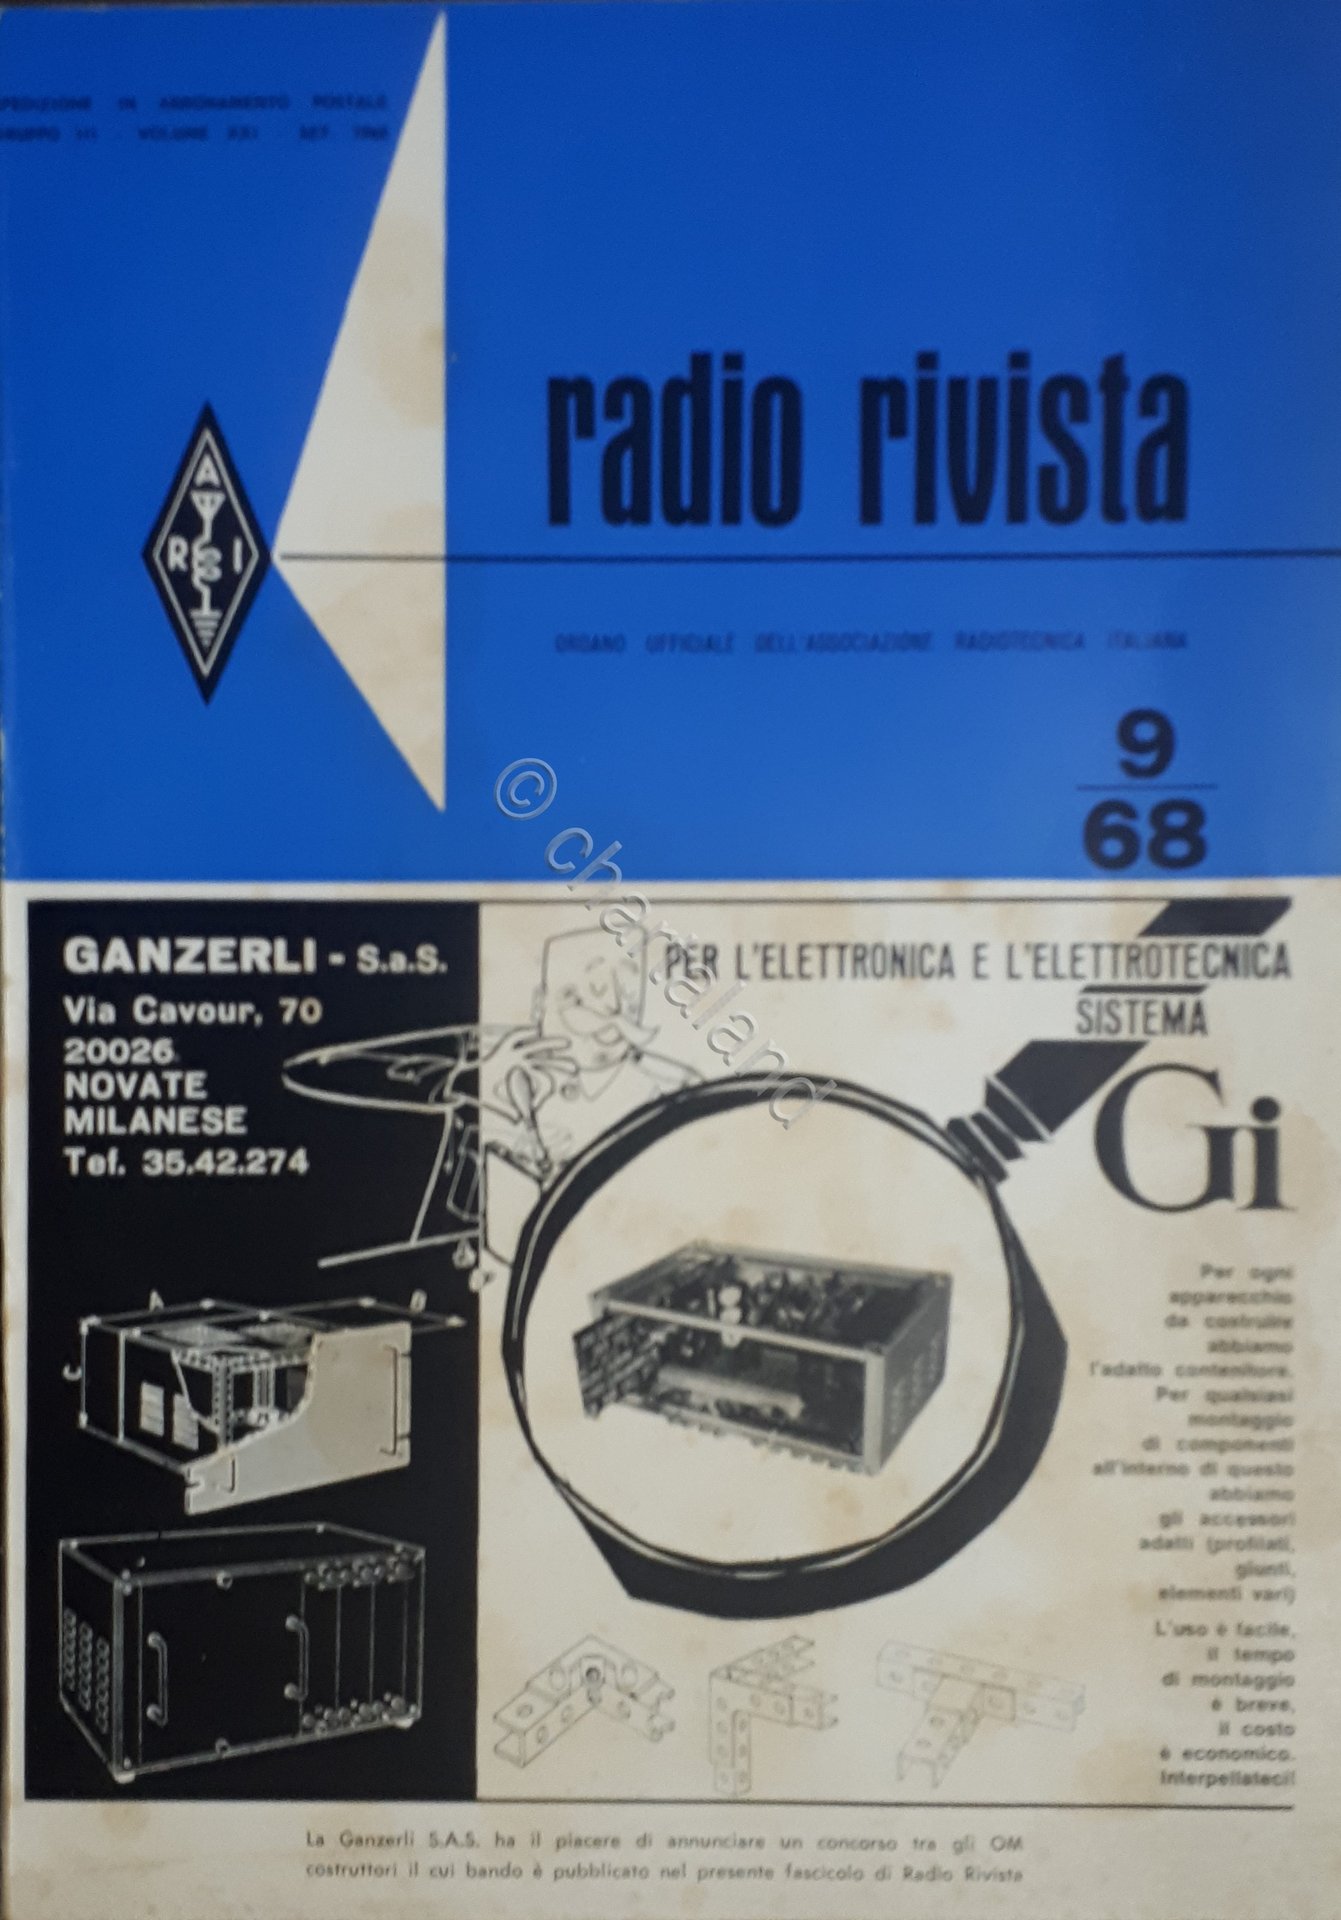 SPEDIZIONE IN ABBONAMENTO POSTALE
GRUPPO III - VOLUME XXI - SET. 1968
radio rivista
A
R I
ORGANO UFFICIALE DELL'ASSOCIAZIONE RADIOTECNICA ITALIANA
9
68
© chartaland
GANZERLI - S.a.S.
Via Cavour, 70
20026
NOVATE
MILANESE
Tef. 35.42.274
PER L'ELETTRONICA E L'ELETTROTECNICA
SISTEMA
Gi
A
D
C
Per ogni
apparecchio
da costruire
abbiamo
l'adatto contenitore.
Per qualsiasi
montaggio
di componenti
all'interno di questo
abbiamo
gli accessori
adatti (profilati,
giunti,
elementi vari)
L'uso è facile,
il tempo
di montaggio
è breve,
il costo
è economico.
Interpellateci!
La Ganzerli S.A.S. ha il piacere di annunciare un concorso tra gli OM
costruttori il cui bando è pubblicato nel presente fascicolo di Radio Rivista